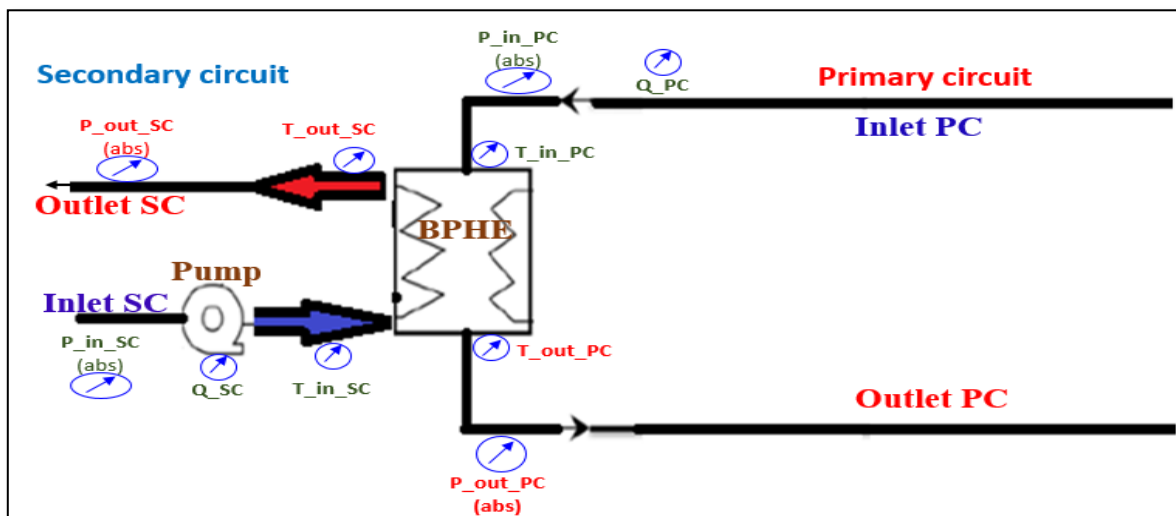 P_in_PC
(abs)
Secondary circuit
Primary circuit
Q_PC
P_out_SC
(abs)
T_out_SC
Inlet PC
T_in_PC
Outlet SC
BPHE
Pump
Inlet SC
P_in_SC
(abs)
Q_SC
T_in_SC
T_out_PC
Outlet PC
P_out_PC
(abs)